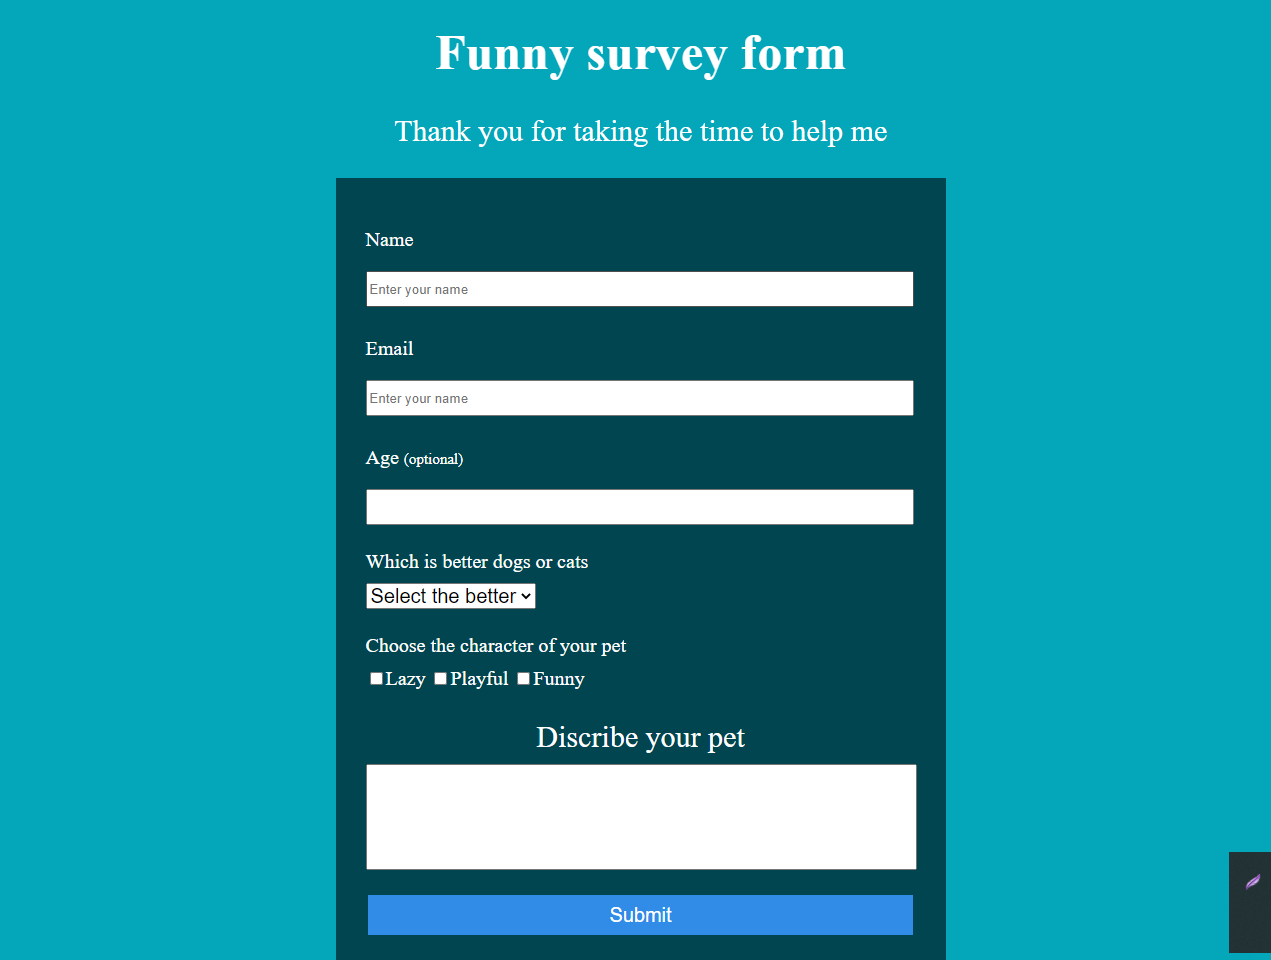 Funny survey form
Thank you for taking the time to help me
Name
Enter your name
Email
Enter your name
Age (optional)
Which is better dogs or cats
Select the better
Choose the character of your pet
Lazy Playful Funny
Discribe your pet
Submit